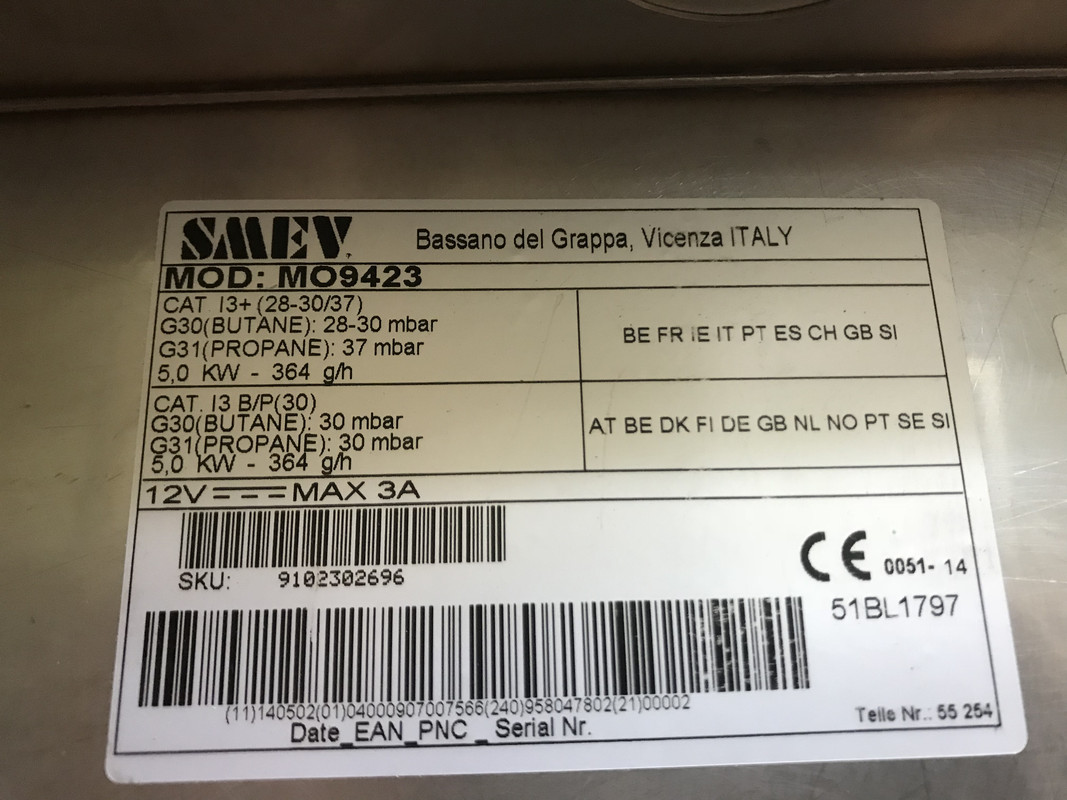 SMEV
Bassano del Grappa, Vicenza ITALY
MOD: MO9423
CAT I3+ (28-30/37)
G30(BUTANE): 28-30 mbar
G31(PROPANE): 37 mbar
5,0 KW - 364 g/h
BE FR IE IT PT ES CH GB SI
CAT. I3 B/P(30)
G30(BUTANE): 30 mbar
G31(PROPANE): 30 mbar
5,0 KW - 364 g/h
AT BE DK FI DE GB NL NO PT SE SI
12V⎓MAX 3A
SKU: 9102302696
CE 0051- 14
51BL1797
(11)140502(01)04000907007566(240)958047802(21)00002
Date_EAN_PNC _ Serial Nr.
Teile Nr.: 55 254